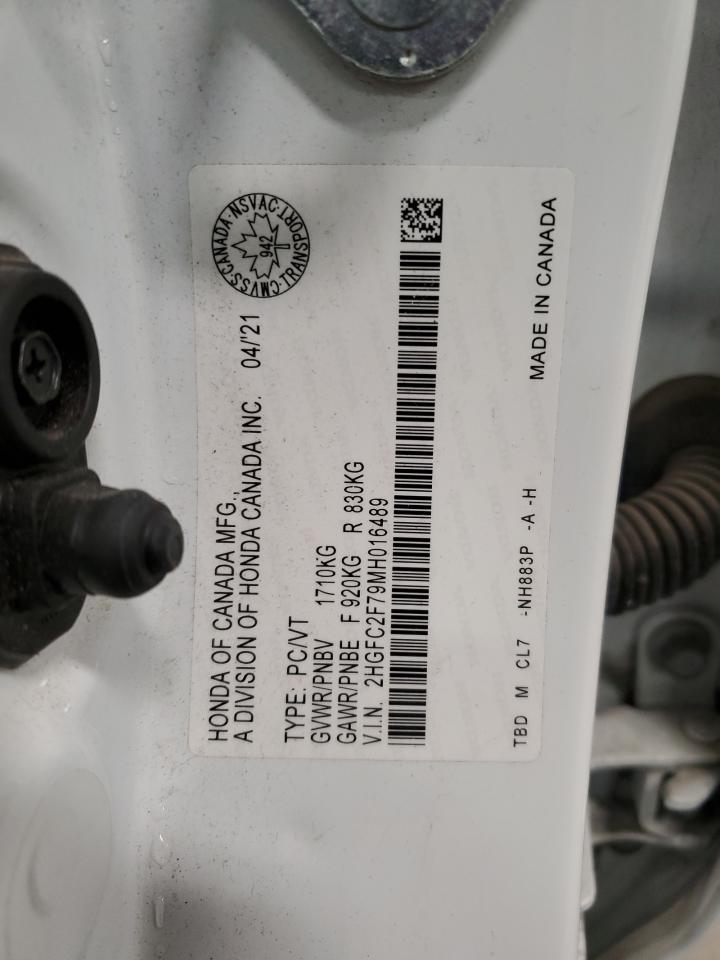 HONDA OF CANADA MFG.,
A DIVISION OF HONDA CANADA INC. 04/'21
CMVSS·CANADA·NSVAC·TRANSPORT·
942
TYPE: PC/VT
GVWR/PNBV 1710KG
GAWR/PNBE F 920KG R 830KG
V.I.N. 2HGFC2F79MH016489
TBD M CL7 -NH883P -A -H
MADE IN CANADA